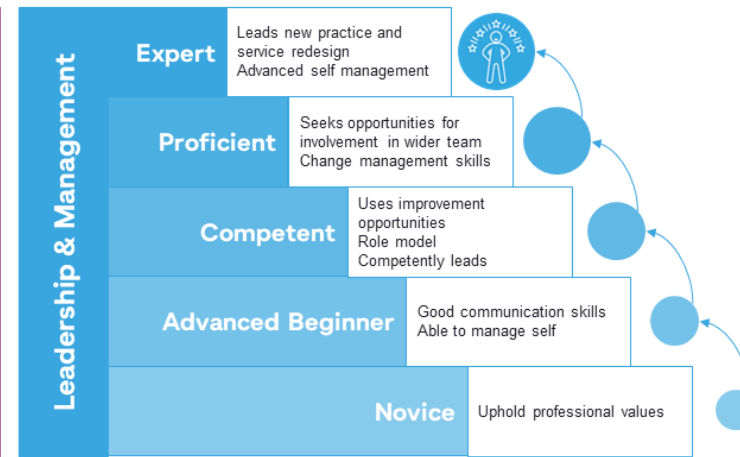 Leadership & Management
Expert
Leads new practice and
service redesign
Advanced self management
Proficient
Seeks opportunities for
involvement in wider team
Change management skills
Competent
Uses improvement
opportunities
Role model
Competently leads
Advanced Beginner
Good communication skills
Able to manage self
Novice
Uphold professional values